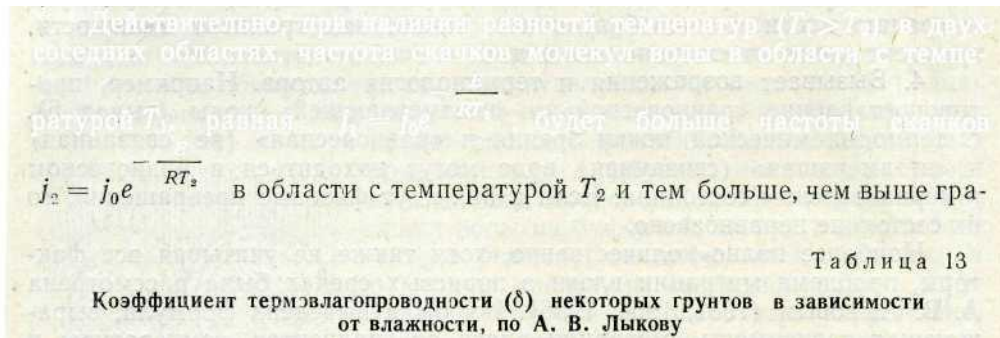 Действительно, при наличии разности температур (T₁>T₂) в двух
соседних областях, частота скачков молекул воды в области с темпе-
ратурой T₁, равная j₁ = j₀e будет больше частоты скачков
j₂ = j₀e^(− /RT₂) в области с температурой T₂ и тем больше, чем выше гра-
Таблица 13
Коэффициент термовлагопроводности (δ) некоторых грунтов в зависимости
от влажности, по А. В. Лыкову